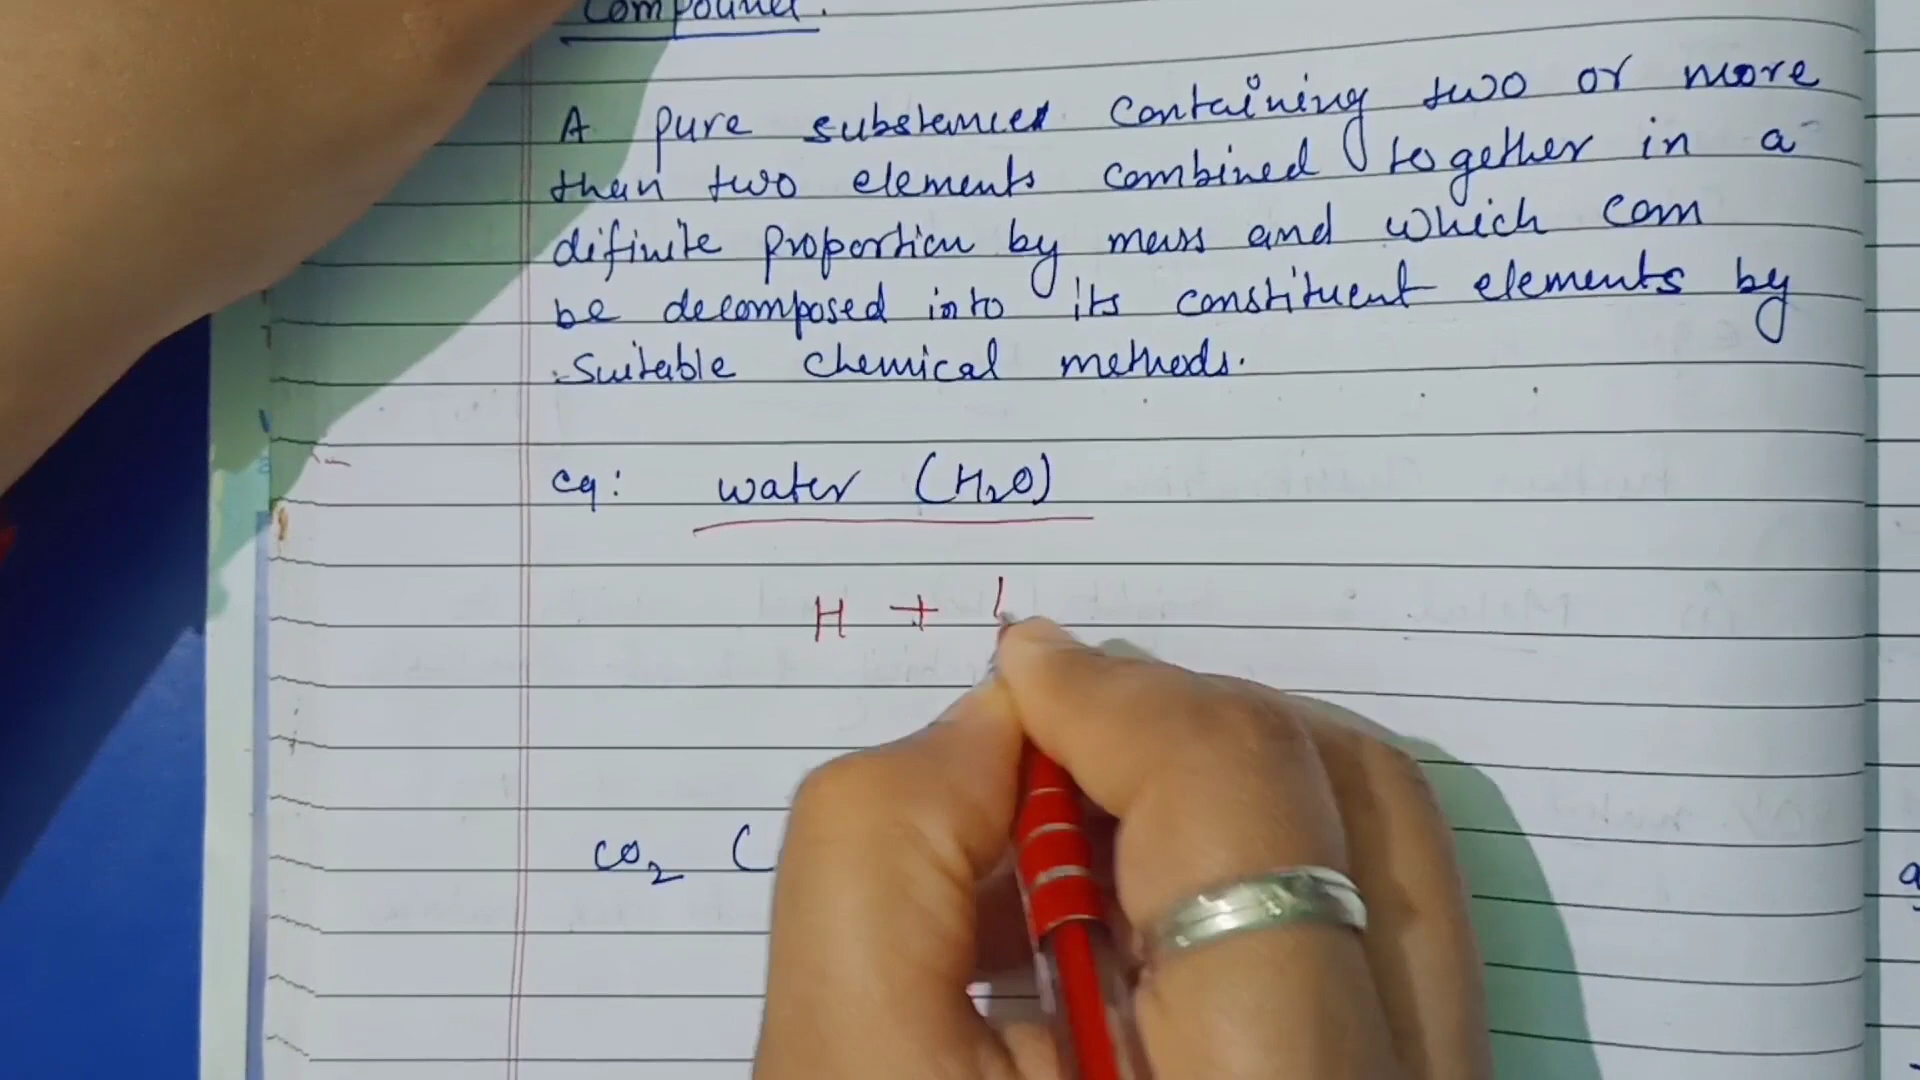 Compound.
A pure substance containing two or more
than two elements combined together in a
difinite proportion by mass and which can
be decomposed into its constituent elements by
suitable chemical methods.
eg: water (H2O)
H +
CO2 (